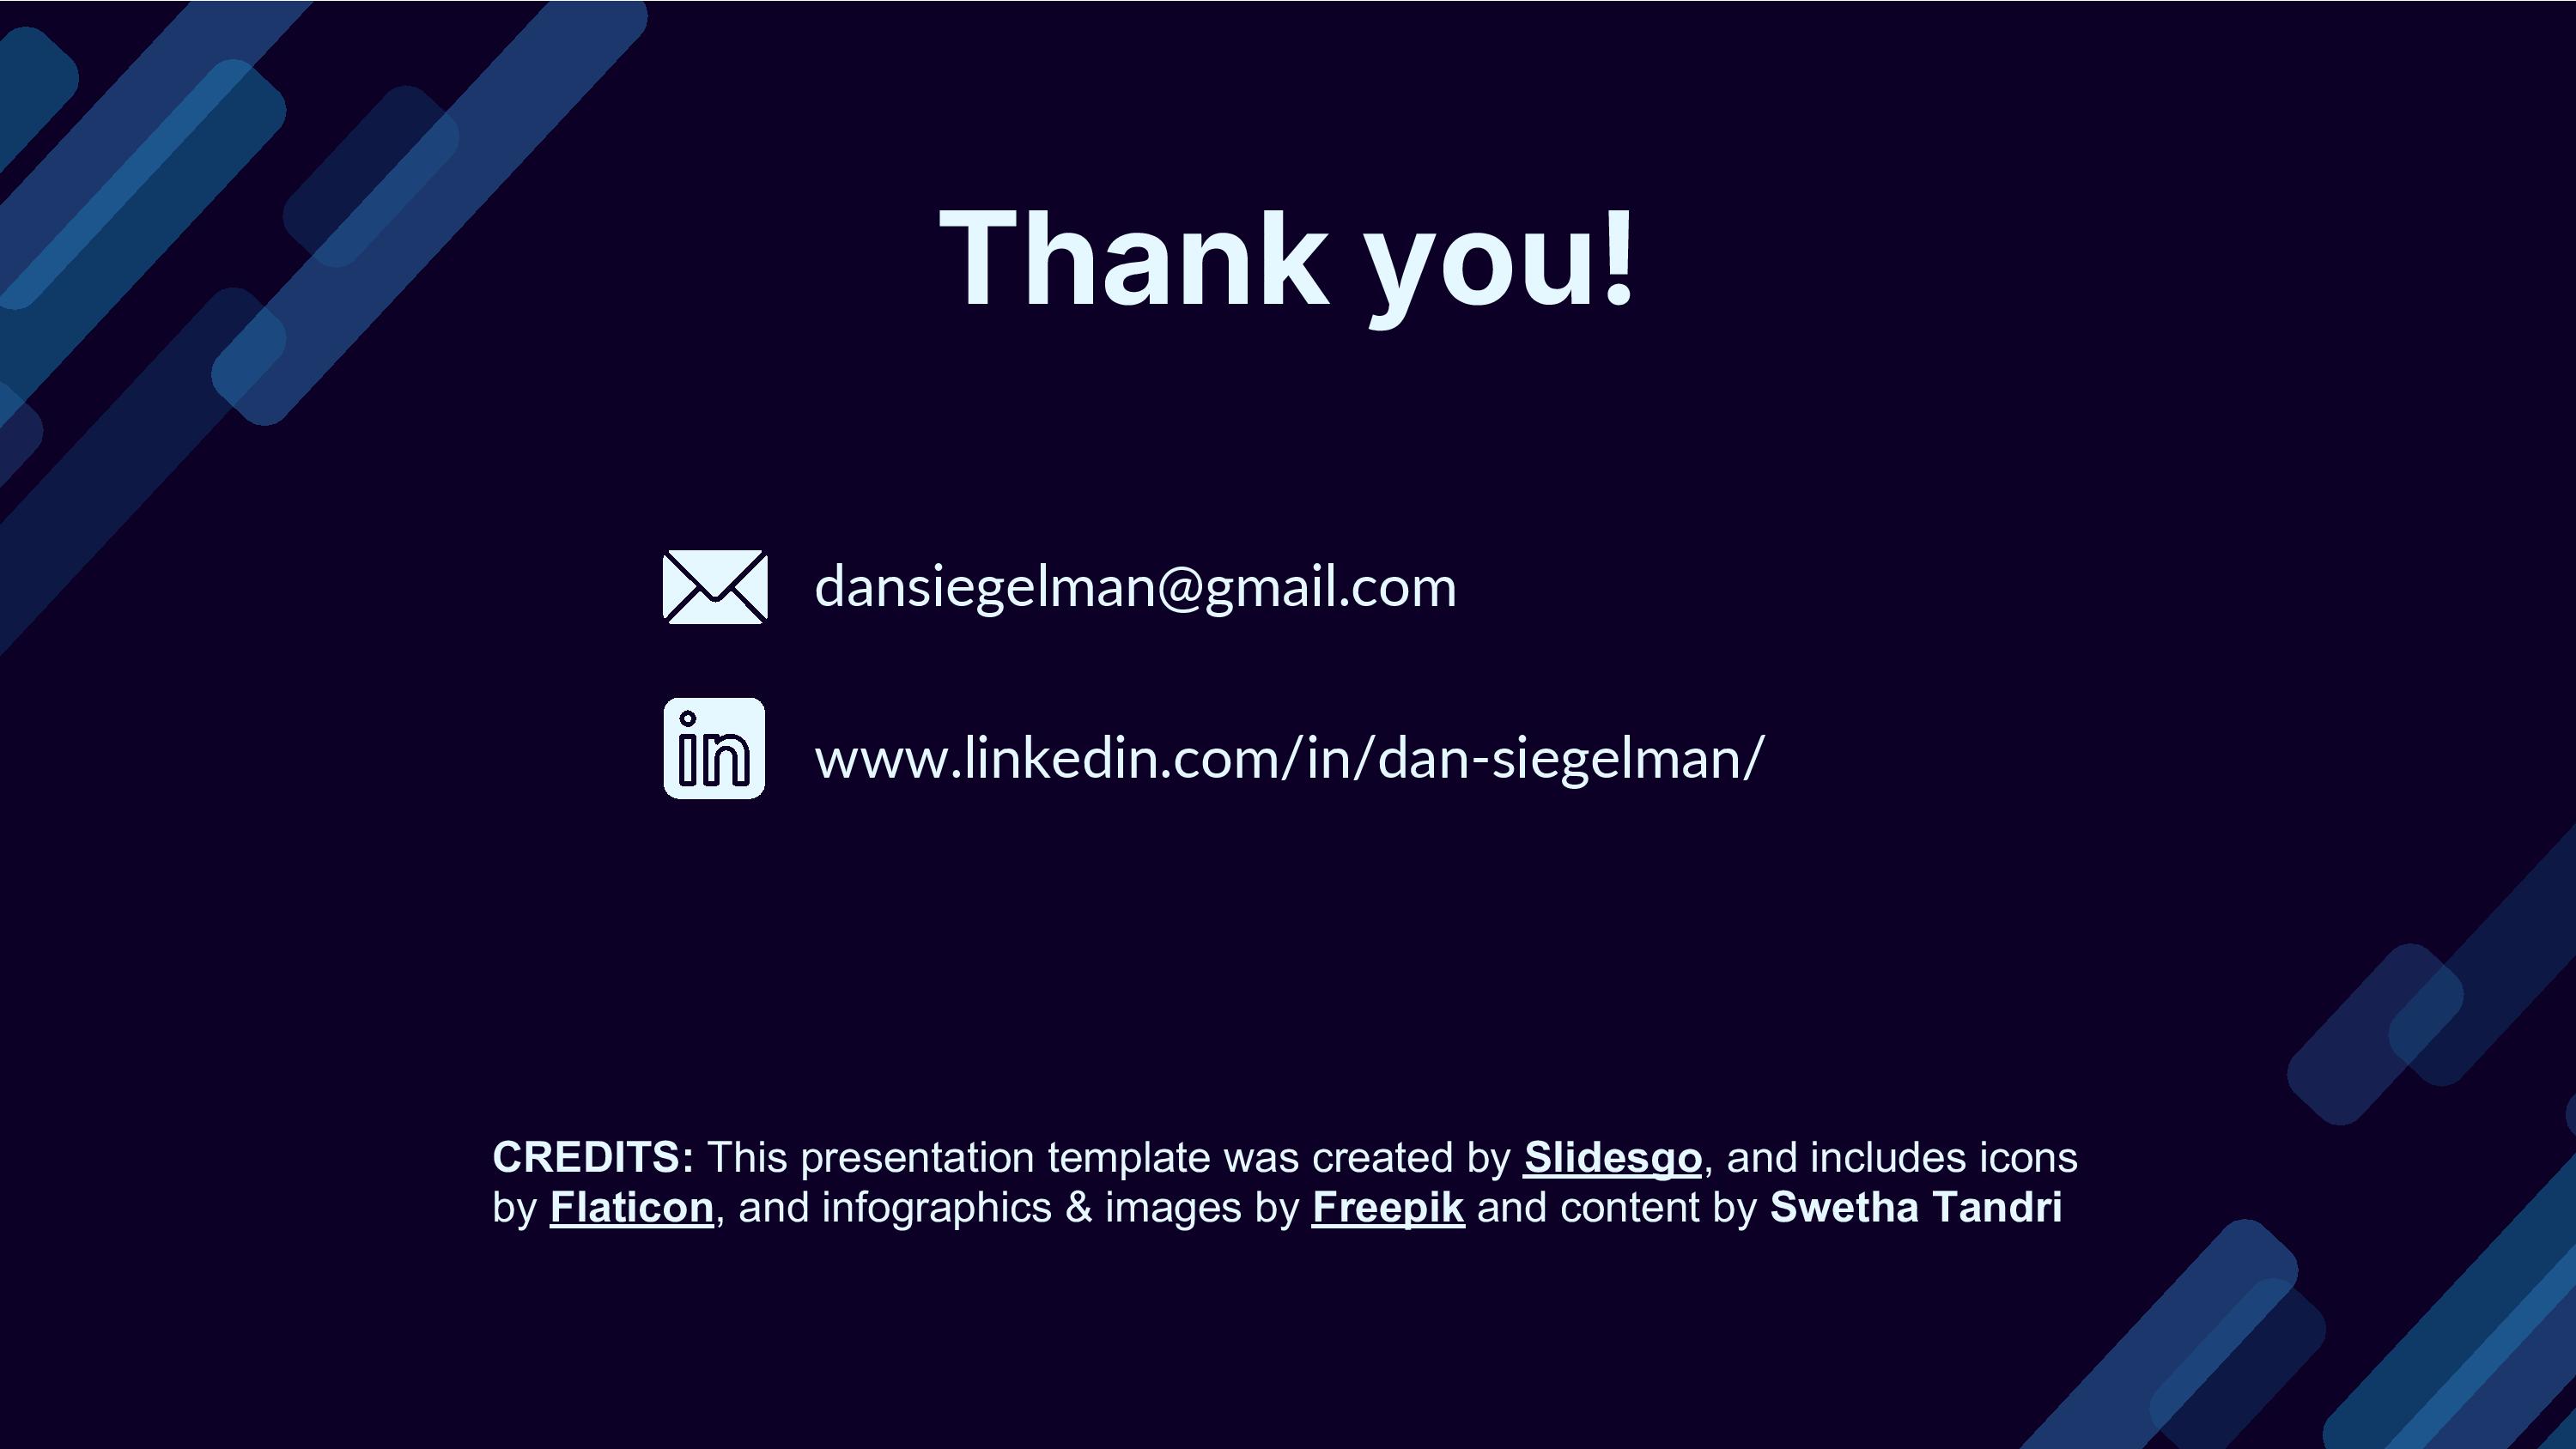 Thank you!
dansiegelman@gmail.com
in
www.linkedin.com/in/dan-siegelman/
CREDITS: This presentation template was created by Slidesgo, and includes icons
by Flaticon, and infographics & images by Freepik and content by Swetha Tandri